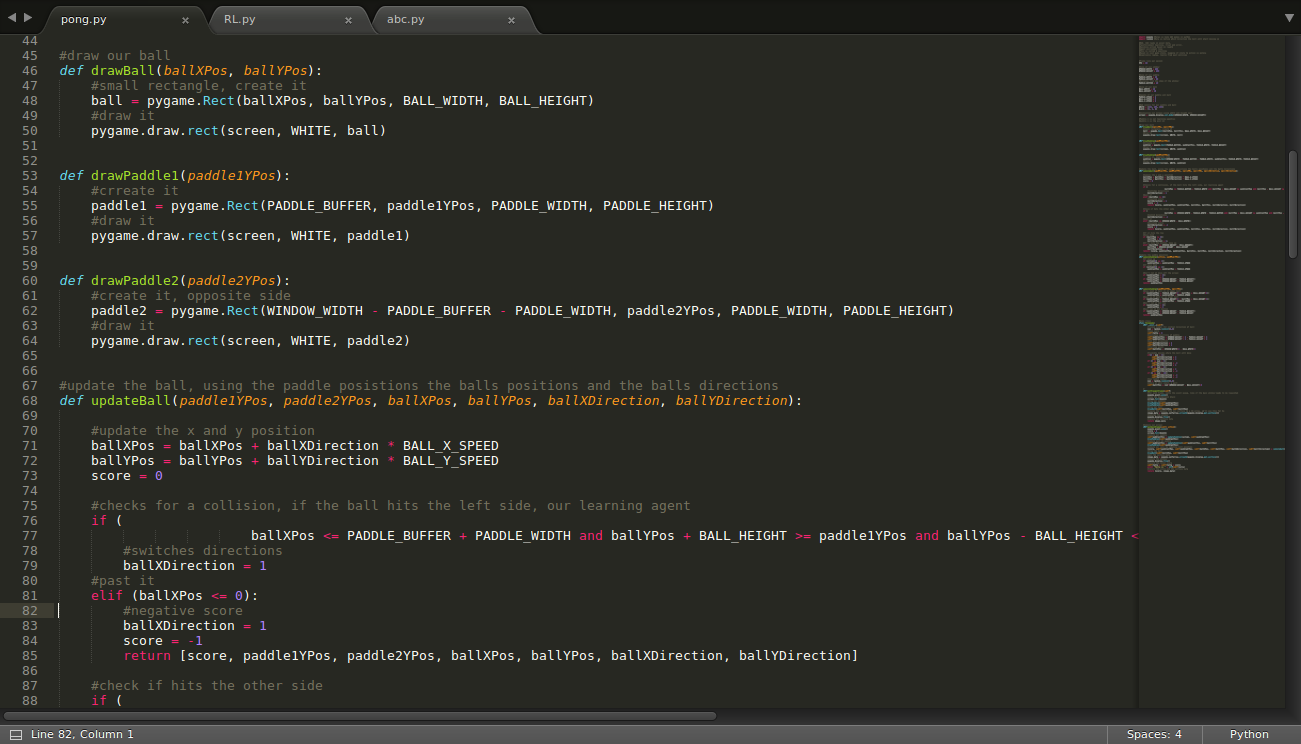 pong.py × RL.py × abc.py ×
44
45 #draw our ball
46 def drawBall(ballXPos, ballYPos):
47     #small rectangle, create it
48     ball = pygame.Rect(ballXPos, ballYPos, BALL_WIDTH, BALL_HEIGHT)
49     #draw it
50     pygame.draw.rect(screen, WHITE, ball)
51
52
53 def drawPaddle1(paddle1YPos):
54     #crreate it
55     paddle1 = pygame.Rect(PADDLE_BUFFER, paddle1YPos, PADDLE_WIDTH, PADDLE_HEIGHT)
56     #draw it
57     pygame.draw.rect(screen, WHITE, paddle1)
58
59
60 def drawPaddle2(paddle2YPos):
61     #create it, opposite side
62     paddle2 = pygame.Rect(WINDOW_WIDTH - PADDLE_BUFFER - PADDLE_WIDTH, paddle2YPos, PADDLE_WIDTH, PADDLE_HEIGHT)
63     #draw it
64     pygame.draw.rect(screen, WHITE, paddle2)
65
66
67 #update the ball, using the paddle posistions the balls positions and the balls directions
68 def updateBall(paddle1YPos, paddle2YPos, ballXPos, ballYPos, ballXDirection, ballYDirection):
69
70     #update the x and y position
71     ballXPos = ballXPos + ballXDirection * BALL_X_SPEED
72     ballYPos = ballYPos + ballYDirection * BALL_Y_SPEED
73     score = 0
74
75     #checks for a collision, if the ball hits the left side, our learning agent
76     if (
77                         ballXPos <= PADDLE_BUFFER + PADDLE_WIDTH and ballYPos + BALL_HEIGHT >= paddle1YPos and ballYPos - BALL_HEIGHT <
78         #switches directions
79         ballXDirection = 1
80     #past it
81     elif (ballXPos <= 0):
82         #negative score
83         ballXDirection = 1
84         score = -1
85         return [score, paddle1YPos, paddle2YPos, ballXPos, ballYPos, ballXDirection, ballYDirection]
86
87     #check if hits the other side
88     if (
Line 82, Column 1 Spaces: 4 Python